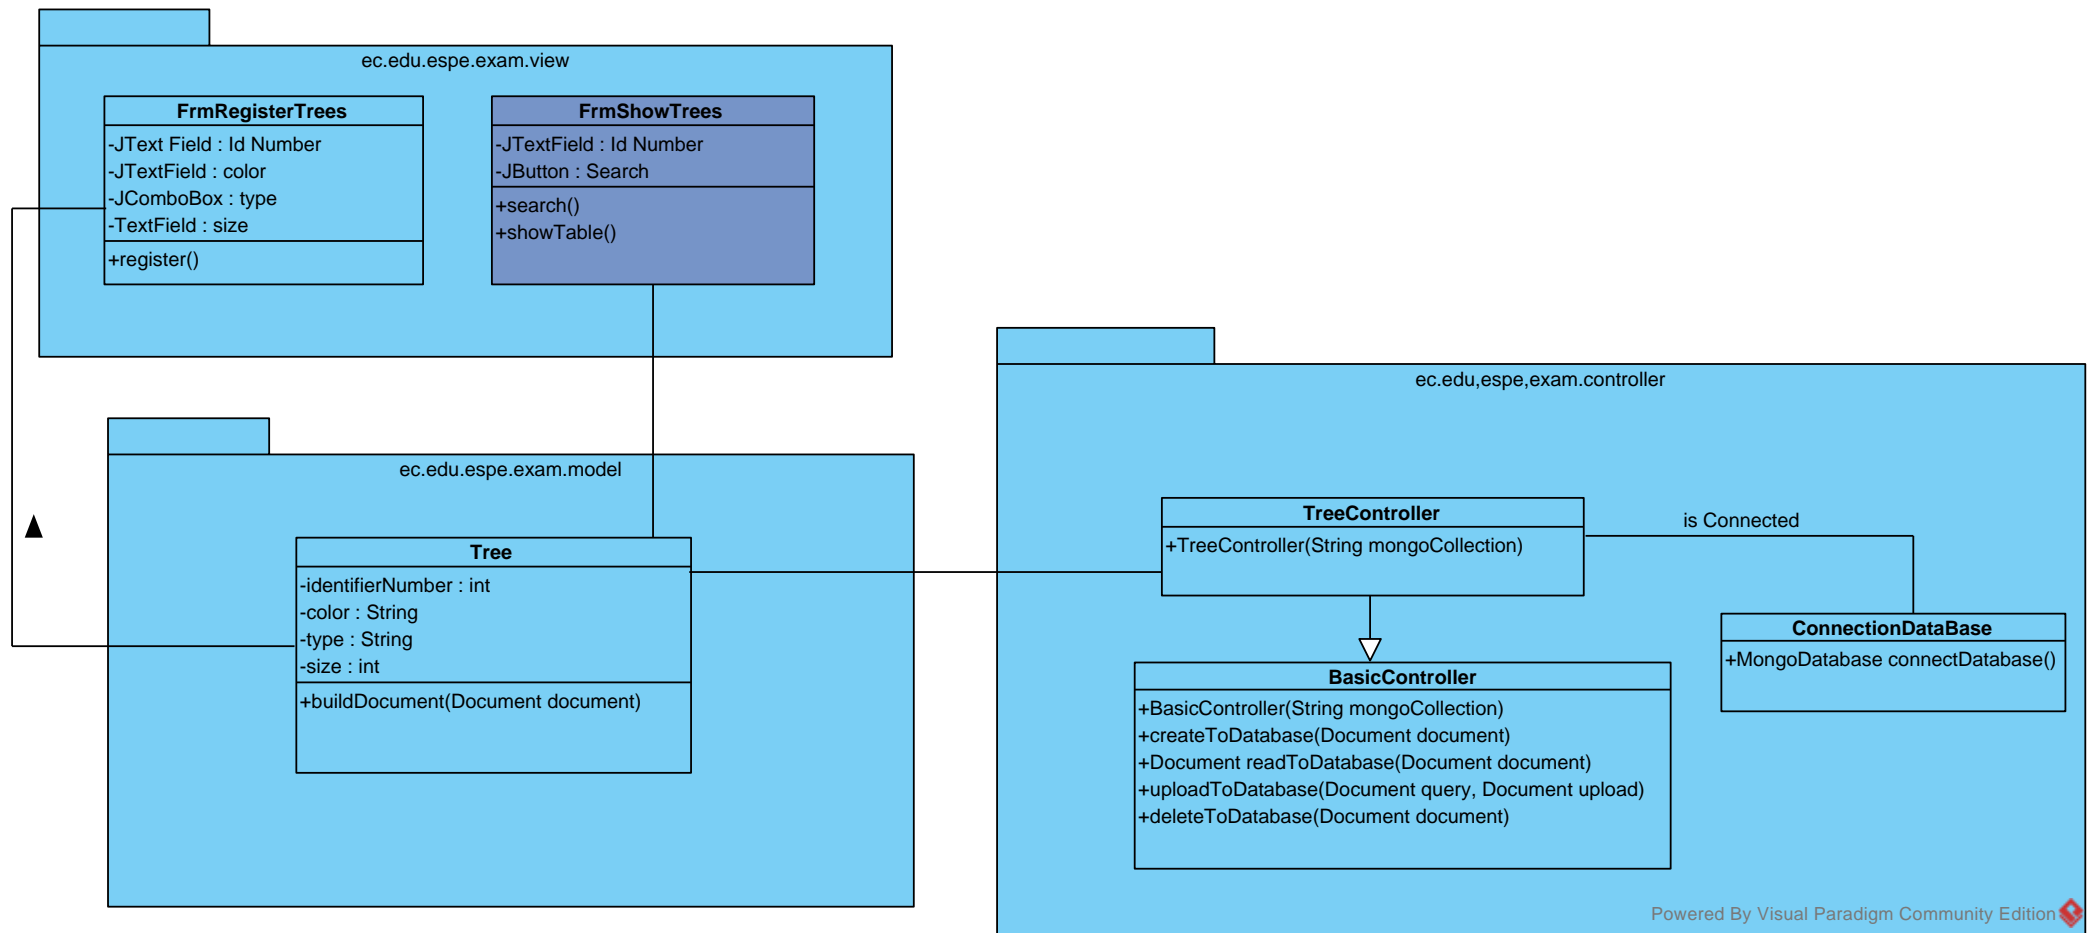 ec.edu.espe.exam.view
FrmRegisterTrees
-JText Field : Id Number
-JTextField : color
-JComboBox : type
-TextField : size
+register()
FrmShowTrees
-JTextField : Id Number
-JButton : Search
+search()
+showTable()
ec.edu.espe.exam.model
Tree
-identifierNumber : int
-color : String
-type : String
-size : int
+buildDocument(Document document)
ec.edu,espe,exam.controller
TreeController
+TreeController(String mongoCollection)
is Connected
ConnectionDataBase
+MongoDatabase connectDatabase()
BasicController
+BasicController(String mongoCollection)
+createToDatabase(Document document)
+Document readToDatabase(Document document)
+uploadToDatabase(Document query, Document upload)
+deleteToDatabase(Document document)
Powered By Visual Paradigm Community Edition